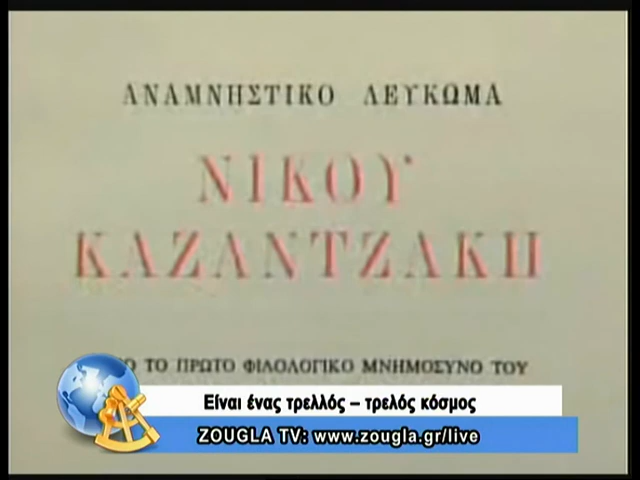 ΑΝΑΜΝΗΣΤΙΚΟ ΛΕΥΚΩΜΑ
ΝΙΚΟΥ
ΚΑΖΑΝΤΖΑΚΗ
ΤΟ ΠΡΩΤΟ ΦΙΛΟΛΟΓΙΚΟ ΜΝΗΜΟΣΥΝΟ ΤΟΥ
Είναι ένας τρελλός – τρελός κόσμος
ZOUGLA TV: www.zougla.gr/live